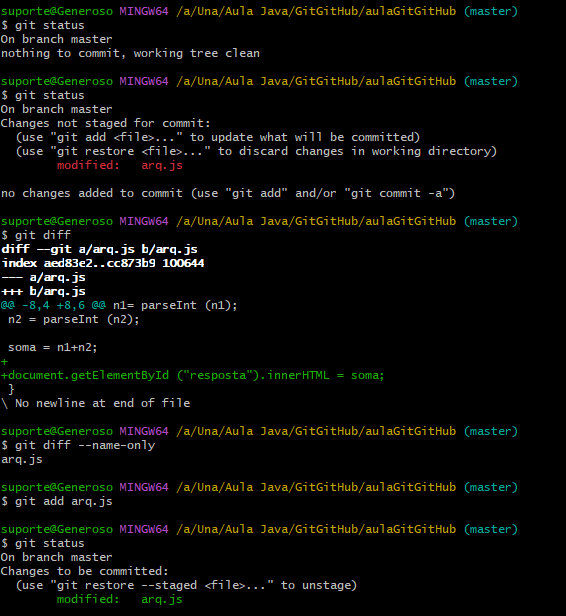 suporte@Generoso MINGW64 /a/Una/Aula Java/GitGitHub/aulaGitGitHub (master)
$ git status
On branch master
nothing to commit, working tree clean

suporte@Generoso MINGW64 /a/Una/Aula Java/GitGitHub/aulaGitGitHub (master)
$ git status
On branch master
Changes not staged for commit:
  (use "git add <file>..." to update what will be committed)
  (use "git restore <file>..." to discard changes in working directory)
        modified:   arq.js

no changes added to commit (use "git add" and/or "git commit -a")

suporte@Generoso MINGW64 /a/Una/Aula Java/GitGitHub/aulaGitGitHub (master)
$ git diff
diff --git a/arq.js b/arq.js
index aed83e2..cc873b9 100644
--- a/arq.js
+++ b/arq.js
@@ -8,4 +8,6 @@ n1= parseInt (n1);
 n2 = parseInt (n2);

 soma = n1+n2;
+
+document.getElementById ("resposta").innerHTML = soma;
 }
\ No newline at end of file

suporte@Generoso MINGW64 /a/Una/Aula Java/GitGitHub/aulaGitGitHub (master)
$ git diff --name-only
arq.js

suporte@Generoso MINGW64 /a/Una/Aula Java/GitGitHub/aulaGitGitHub (master)
$ git add arq.js

suporte@Generoso MINGW64 /a/Una/Aula Java/GitGitHub/aulaGitGitHub (master)
$ git status
On branch master
Changes to be committed:
  (use "git restore --staged <file>..." to unstage)
        modified:   arq.js